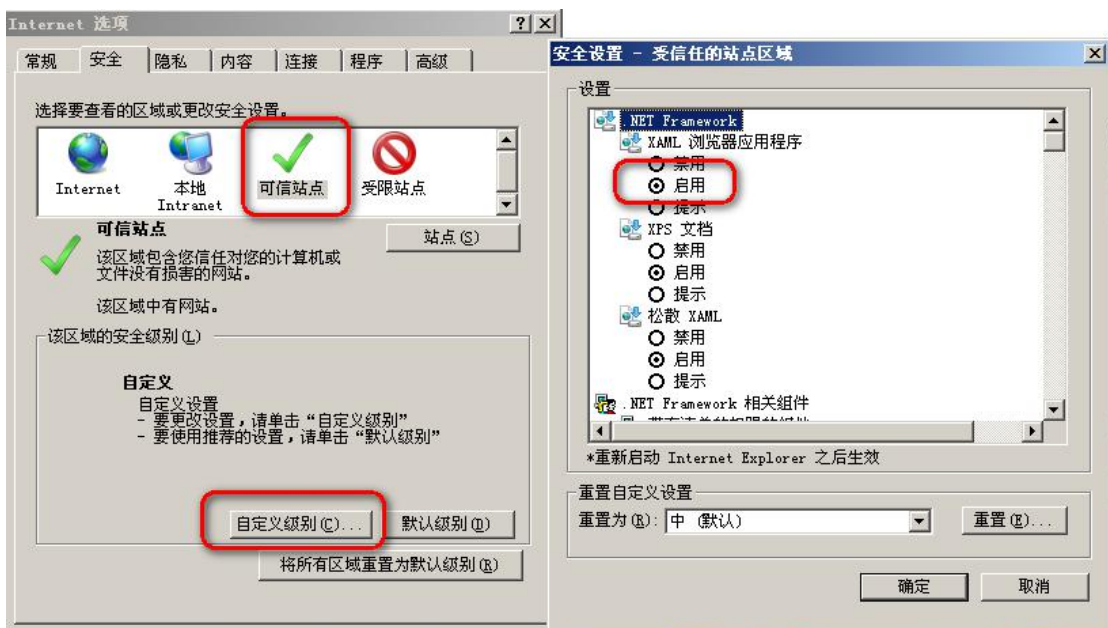 Internet 选项
常规 安全 隐私 内容 连接 程序 高级
选择要查看的区域或更改安全设置。
Internet 本地 Intranet 可信站点 受限站点
可信站点
站点(S)
该区域包含您信任对您的计算机或
文件没有损害的网站。
该区域中有网站。
该区域的安全级别(L)
自定义
自定义设置
- 要更改设置，请单击“自定义级别”
- 要使用推荐的设置，请单击“默认级别”
自定义级别(C)... 默认级别(D)
将所有区域重置为默认级别(R)
安全设置 - 受信任的站点区域
设置
.NET Framework
XAML 浏览器应用程序
禁用
启用
提示
XPS 文档
禁用
启用
提示
松散 XAML
禁用
启用
提示
.NET Framework 相关组件
*重新启动 Internet Explorer 之后生效
重置自定义设置
重置为(R): 中 (默认) 重置(E)...
确定 取消